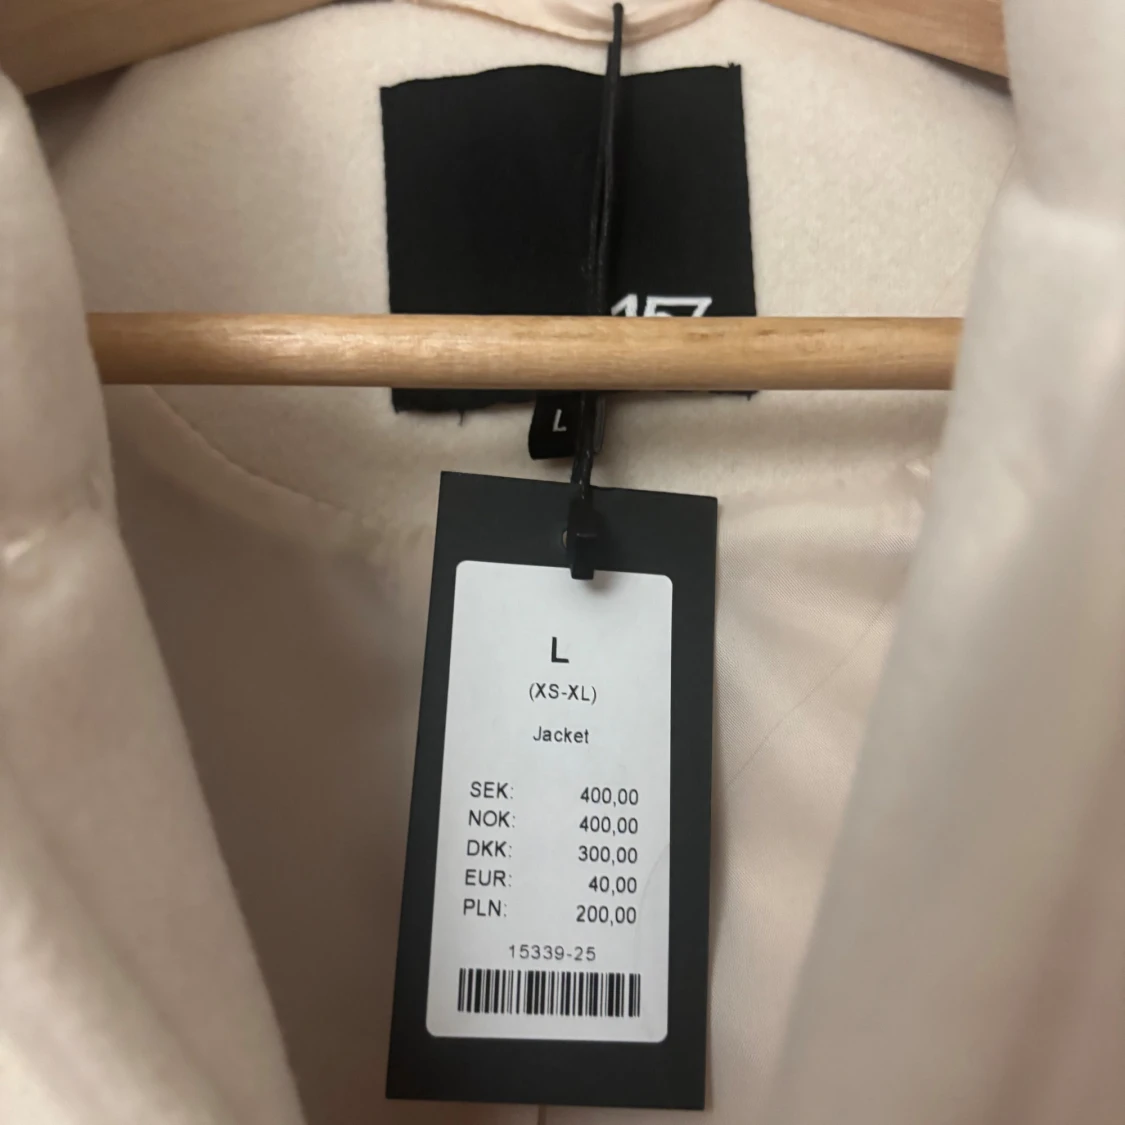 157
L
L
(XS-XL)
Jacket
SEK: 400,00
NOK: 400,00
DKK: 300,00
EUR: 40,00
PLN: 200,00
15339-25